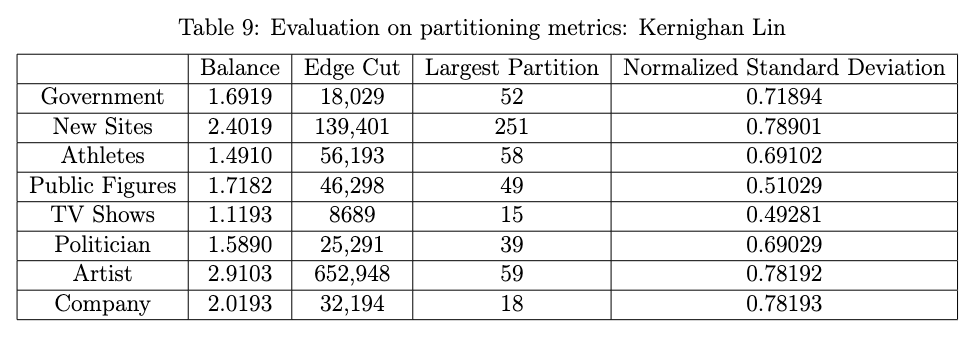 Table 9: Evaluation on partitioning metrics: Kernighan Lin
Balance Edge Cut Largest Partition Normalized Standard Deviation
Government 1.6919 18,029 52 0.71894
New Sites 2.4019 139,401 251 0.78901
Athletes 1.4910 56,193 58 0.69102
Public Figures 1.7182 46,298 49 0.51029
TV Shows 1.1193 8689 15 0.49281
Politician 1.5890 25,291 39 0.69029
Artist 2.9103 652,948 59 0.78192
Company 2.0193 32,194 18 0.78193